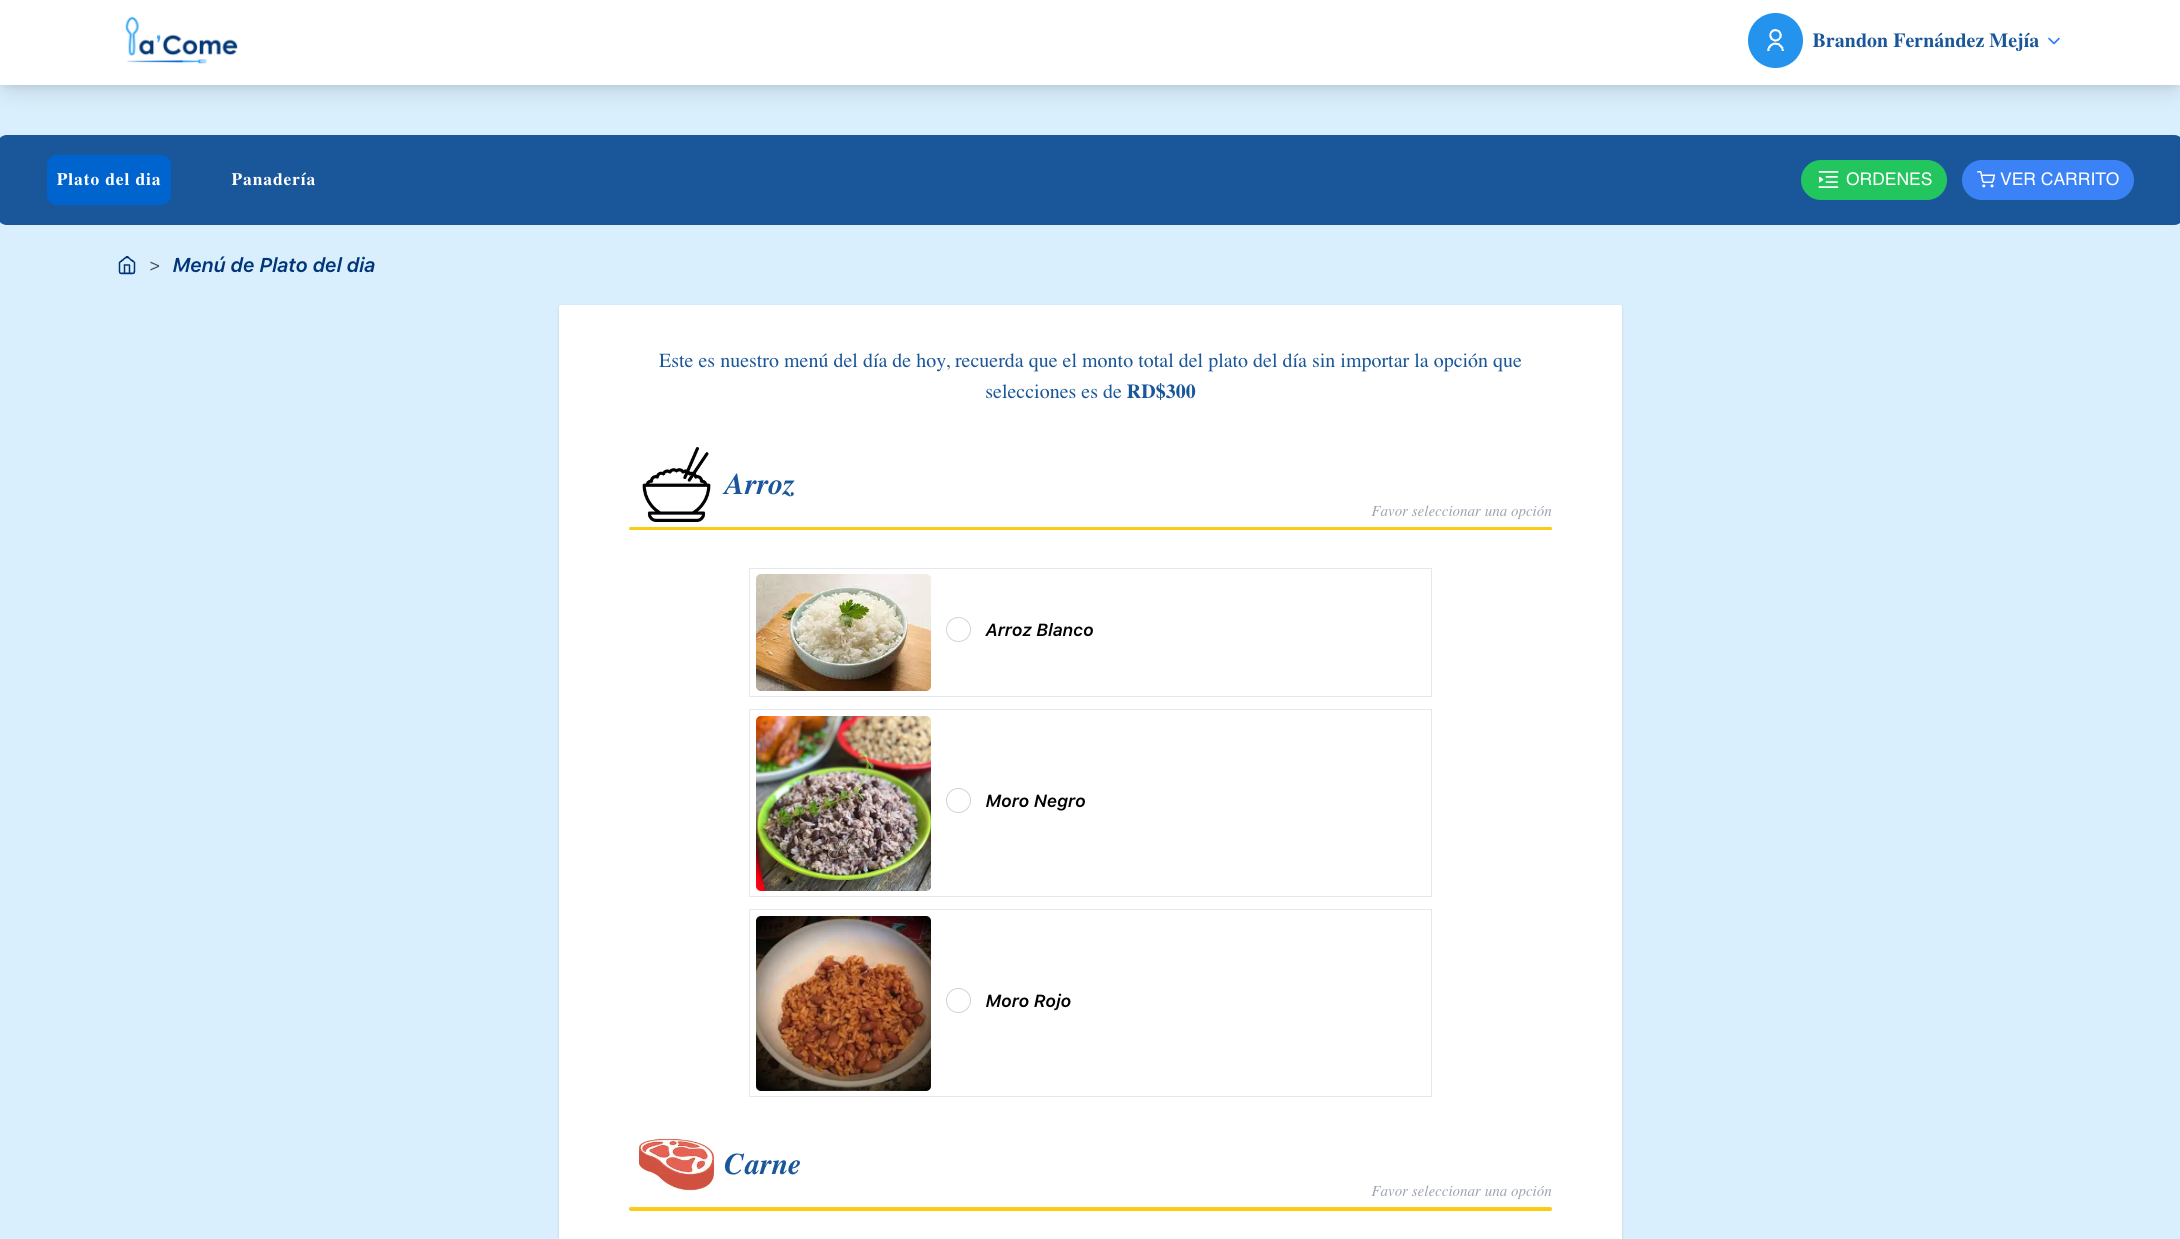 la'Come
Brandon Fernández Mejía
Plato del dia
Panadería
ORDENES
VER CARRITO
> Menú de Plato del dia
Este es nuestro menú del día de hoy, recuerda que el monto total del plato del día sin importar la opción que
selecciones es de RD$300
Arroz
Favor seleccionar una opción
Arroz Blanco
Moro Negro
Moro Rojo
Carne
Favor seleccionar una opción